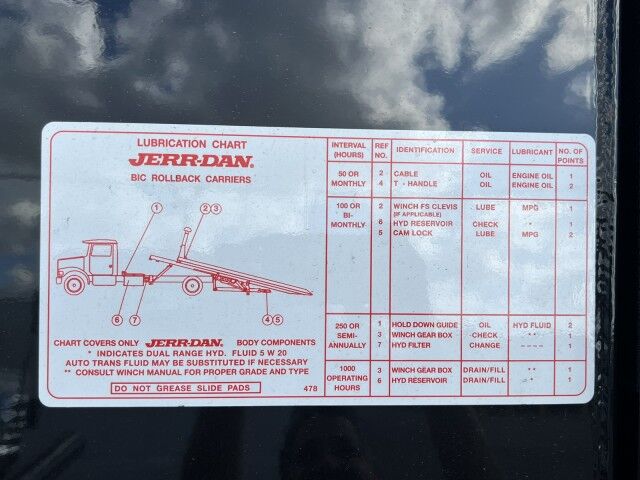 LUBRICATION CHART
JERR-DAN®
BIC ROLLBACK CARRIERS
1
2 3
6 7
4 5
CHART COVERS ONLY JERR-DAN® BODY COMPONENTS
* INDICATES DUAL RANGE HYD. FLUID 5 W 20
AUTO TRANS FLUID MAY BE SUBSTITUTED IF NECESSARY
** CONSULT WINCH MANUAL FOR PROPER GRADE AND TYPE
DO NOT GREASE SLIDE PADS 478
INTERVAL (HOURS) REF NO. IDENTIFICATION SERVICE LUBRICANT NO. OF POINTS
50 OR MONTHLY 2 CABLE OIL ENGINE OIL 1
4 T - HANDLE OIL ENGINE OIL 2
100 OR BI-MONTHLY 2 WINCH FS CLEVIS (IF APPLICABLE) LUBE MPG 1
6 HYD RESERVOIR CHECK * 1
5 CAM LOCK LUBE MPG 2
250 OR SEMI-ANNUALLY 1 HOLD DOWN GUIDE OIL HYD FLUID 2
3 WINCH GEAR BOX CHECK ** 1
7 HYD FILTER CHANGE ---- 1
1000 OPERATING HOURS 3 WINCH GEAR BOX DRAIN/FILL ** 1
6 HYD RESERVOIR DRAIN/FILL * 1